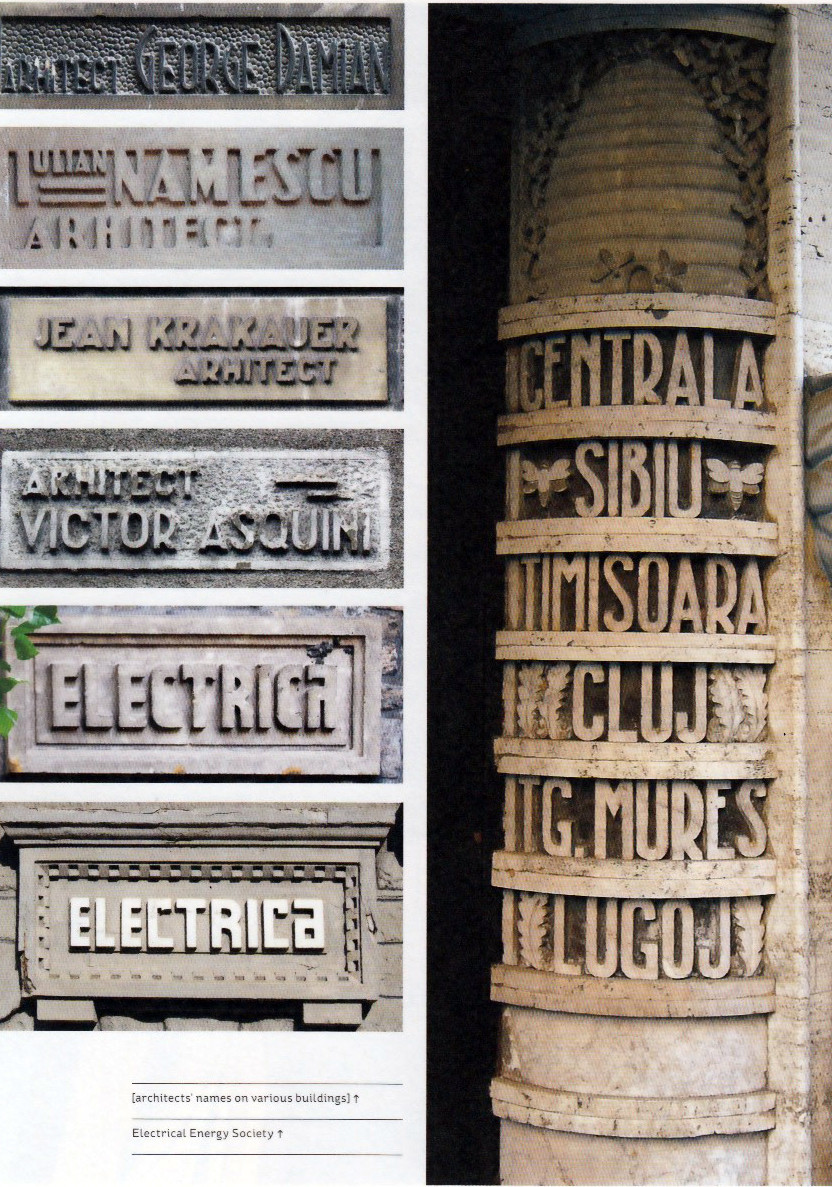 ARHITECT GEORGE DAMIAN
IULIAN NAMESCU
ARHITECT.
JEAN KRAKAUER
ARHITECT
ARHITECT
VICTOR ASQUINI
ELECTRICa
ELECTRICa
[architects' names on various buildings] ↑
Electrical Energy Society ↑
CENTRALA
SIBIU
TIMISOARA
CLUJ
TG. MURES
LUGOJ